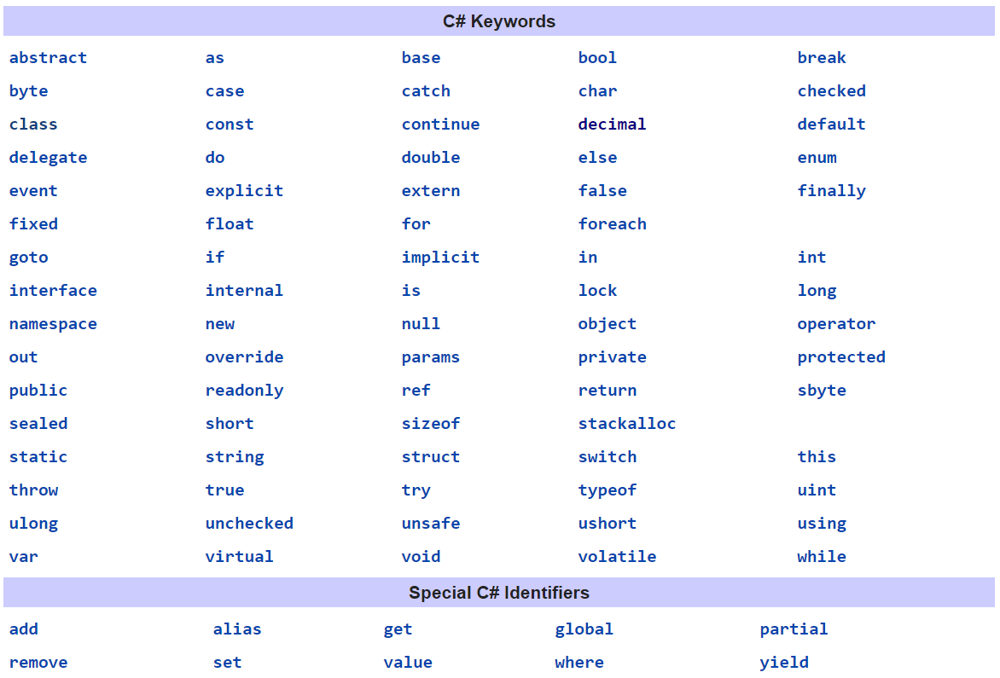 C# Keywords
abstract as base bool break
byte case catch char checked
class const continue decimal default
delegate do double else enum
event explicit extern false finally
fixed float for foreach
goto if implicit in int
interface internal is lock long
namespace new null object operator
out override params private protected
public readonly ref return sbyte
sealed short sizeof stackalloc
static string struct switch this
throw true try typeof uint
ulong unchecked unsafe ushort using
var virtual void volatile while
Special C# Identifiers
add alias get global partial
remove set value where yield